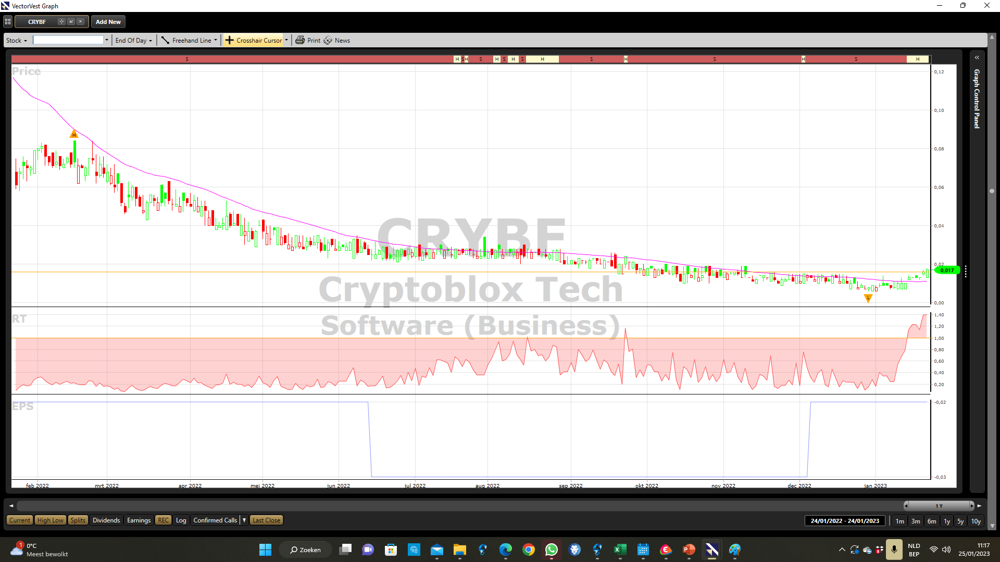 VectorVest Graph
CRYBF Add New
Stock End Of Day Freehand Line Crosshair Cursor Print News
S H S H S H S H S H S H S H S H
Price
0,12
0,10
0,08
0,06
0,04
0,02
0,017
0,00
H
L
CRYBF
Cryptoblox Tech
Software (Business)
Graph Control Panel
RT
1,40
1,20
1,00
0,80
0,60
0,40
0,20
EPS
-0,02
-0,03
feb 2022 mrt 2022 apr 2022 mei 2022 jun 2022 jul 2022 aug 2022 sep 2022 okt 2022 nov 2022 dec 2022 jan 2023
1 Y
Current High Low Splits Dividends Earnings REC Log Confirmed Calls Last Close 24/01/2022 - 24/01/2023 1m 3m 6m 1y 5y 10y
1 0°C
Meest bewolkt
Zoeken
8
NLD
BEP
11:17
25/01/2023